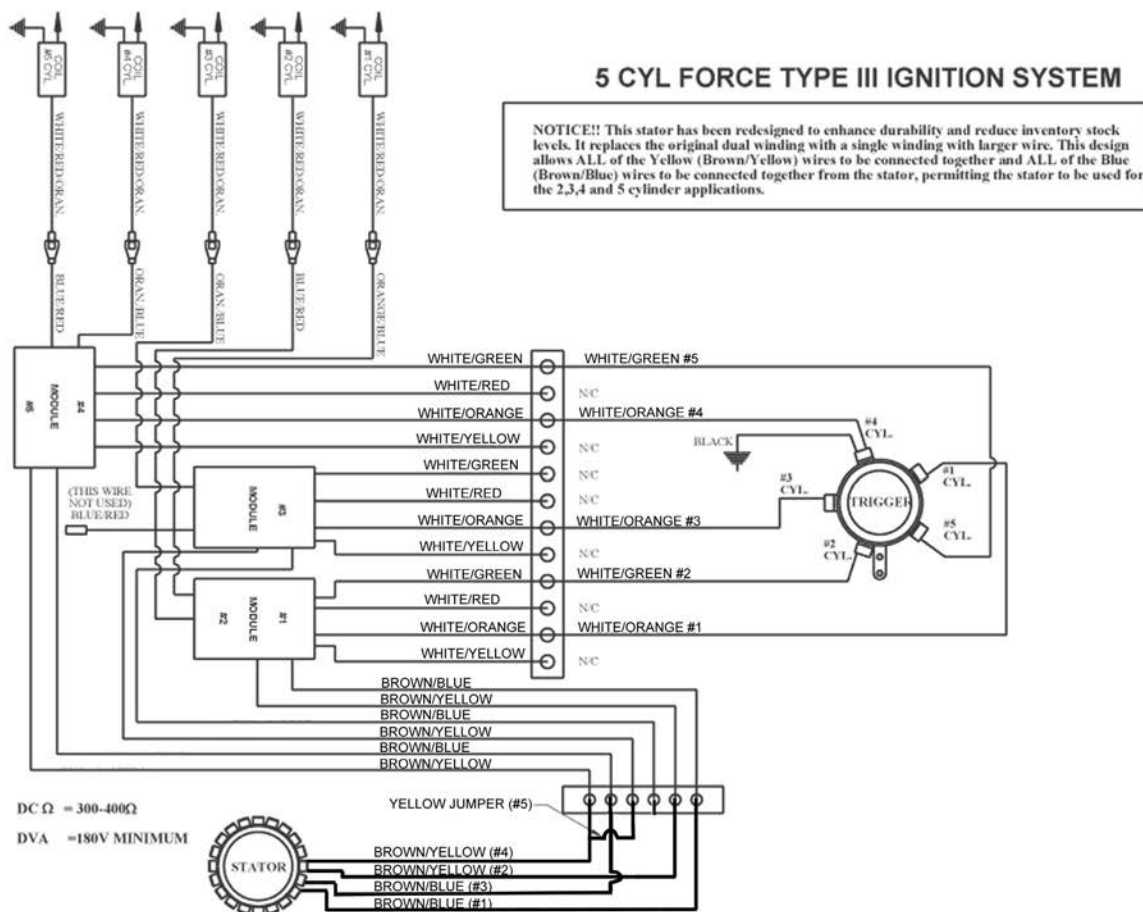 5 CYL FORCE TYPE III IGNITION SYSTEM
NOTICE!! This stator has been redesigned to enhance durability and reduce inventory stock
levels. It replaces the original dual winding with a single winding with larger wire. This design
allows ALL of the Yellow (Brown/Yellow) wires to be connected together and ALL of the Blue
(Brown/Blue) wires to be connected together from the stator, permitting the stator to be used for
the 2,3,4 and 5 cylinder applications.
COIL
#5 CYL
COIL
#4 CYL
COIL
#3 CYL
COIL
#2 CYL
COIL
#1 CYL
WHITE/RED/ORAN.
WHITE/RED/ORAN.
WHITE/RED/ORAN.
WHITE/RED/ORAN.
WHITE/RED/ORAN.
BLUE/RED
ORAN./BLUE
ORAN./BLUE
BLUE/RED
ORANGE/BLUE
#4
MODULE
#5
WHITE/GREEN
WHITE/GREEN #5
WHITE/RED
N/C
WHITE/ORANGE
WHITE/ORANGE #4
WHITE/YELLOW
N/C
WHITE/GREEN
N/C
WHITE/RED
N/C
WHITE/ORANGE
WHITE/ORANGE #3
WHITE/YELLOW
N/C
WHITE/GREEN
WHITE/GREEN #2
WHITE/RED
N/C
WHITE/ORANGE
WHITE/ORANGE #1
WHITE/YELLOW
N/C
(THIS WIRE
NOT USED)
BLUE/RED
#3
MODULE
#1
MODULE
#2
BLACK
#4
CYL.
#1
CYL.
#3
CYL.
TRIGGER
#5
CYL.
#2
CYL.
BROWN/BLUE
BROWN/YELLOW
BROWN/BLUE
BROWN/YELLOW
BROWN/BLUE
BROWN/YELLOW
YELLOW JUMPER (#5)
DC Ω = 300-400Ω
DVA =180V MINIMUM
STATOR
BROWN/YELLOW (#4)
BROWN/YELLOW (#2)
BROWN/BLUE (#3)
BROWN/BLUE (#1)